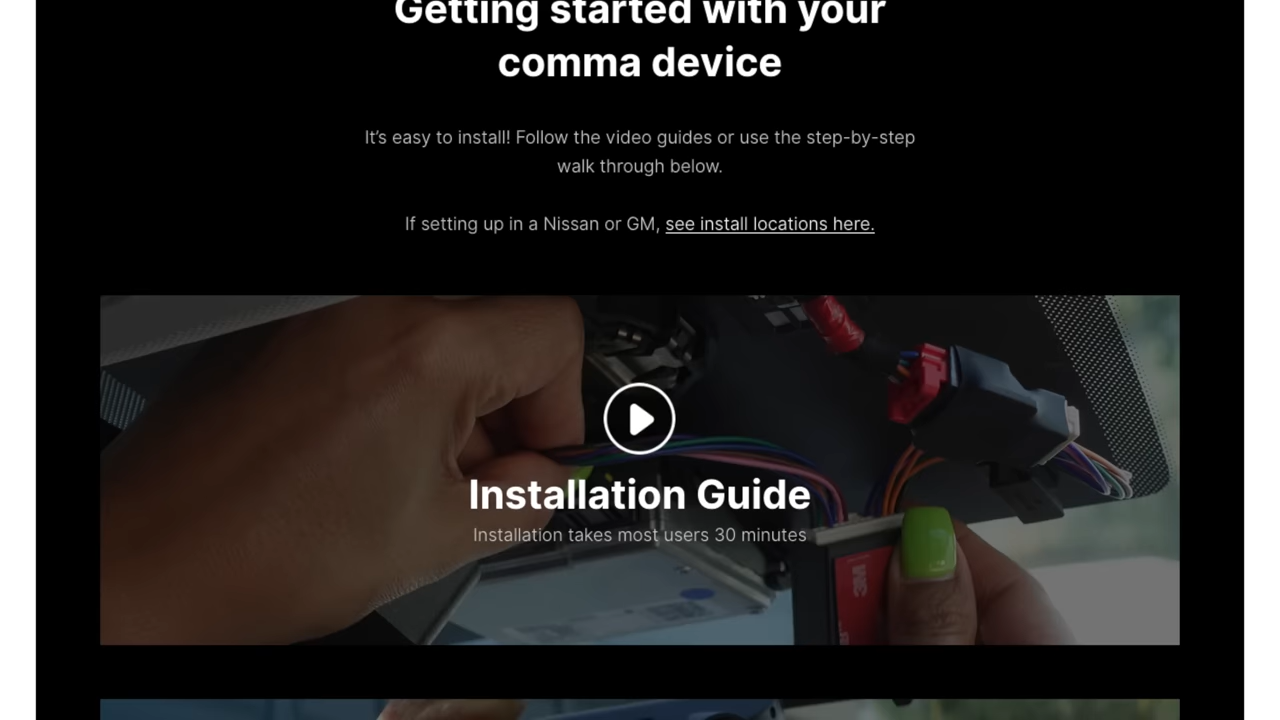 Getting started with your
comma device
It’s easy to install! Follow the video guides or use the step-by-step
walk through below.
If setting up in a Nissan or GM, see install locations here.
Installation Guide
Installation takes most users 30 minutes
3M